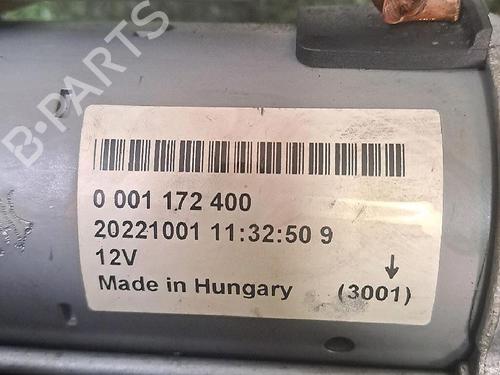 B-PARTS
0 001 172 400
20221001 11:32:50 9
12V
Made in Hungary (3001)